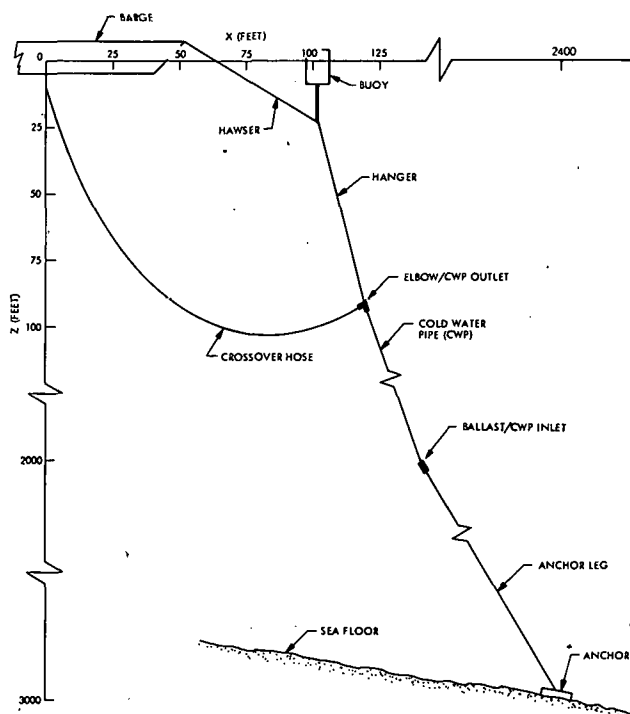 BARGE
X (FEET)
0
25
50
75
100
125
2400
BUOY
HAWSER
25
HANGER
50
75
ELBOW/CWP OUTLET
Z (FEET)
100
COLD WATER
PIPE (CWP)
CROSSOVER HOSE
BALLAST/CWP INLET
2000
ANCHOR LEG
SEA FLOOR
ANCHOR
3000